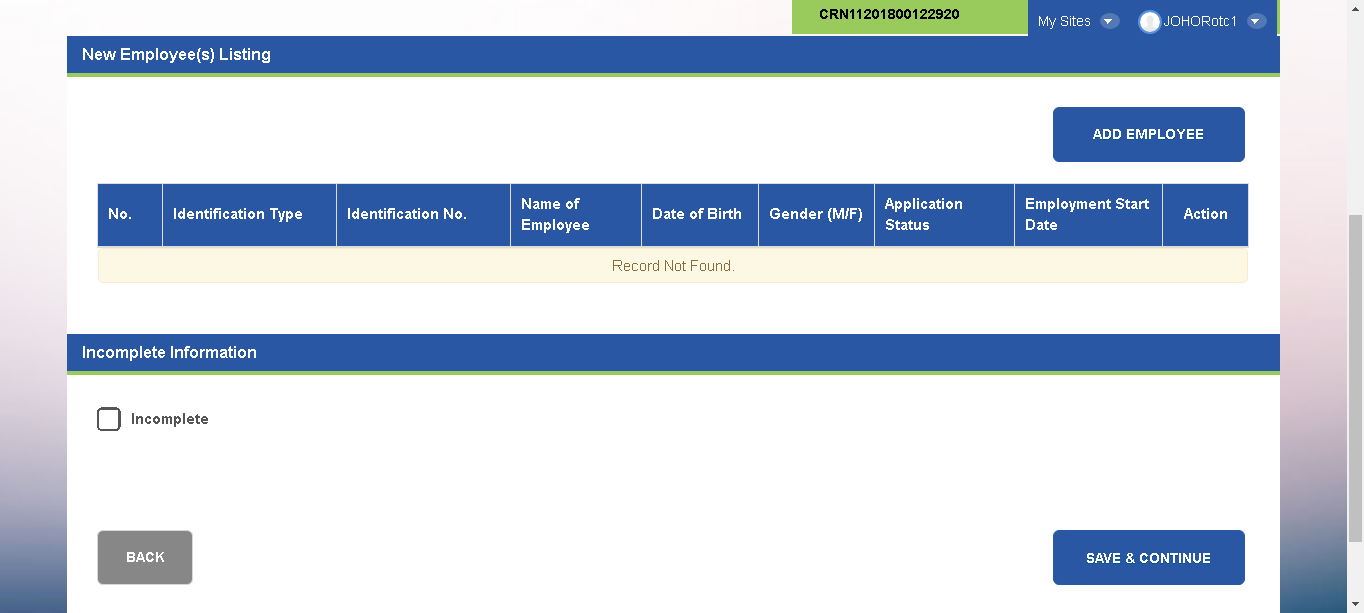 CRN11201800122920
My Sites
JOHORotc1
New Employee(s) Listing
ADD EMPLOYEE
No.
Identification Type
Identification No.
Name of
Employee
Date of Birth
Gender (M/F)
Application
Status
Employment Start
Date
Action
Record Not Found.
Incomplete Information
Incomplete
BACK
SAVE & CONTINUE